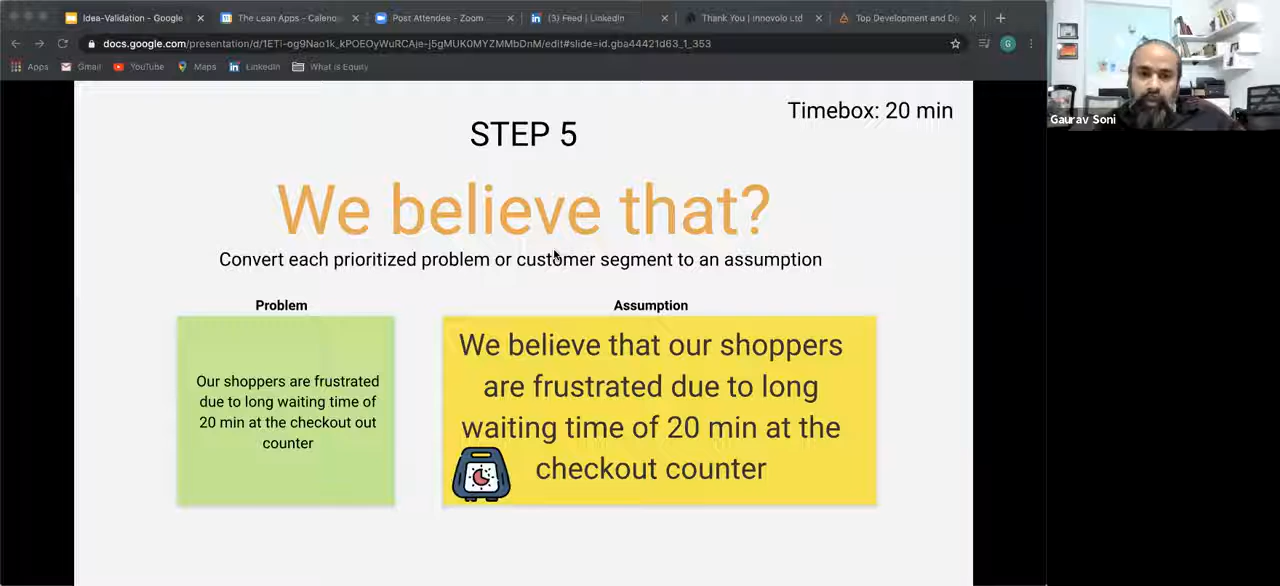 Idea-Validation - Google
The Lean Apps - Caleno
Post Attendee - Zoom
(3) Feed | LinkedIn
Thank You | Innovolo Ltd
Top Development and De
docs.google.com/presentation/d/1ETi-og9Nao1k_kPOEOyWuRCAje-j5gMUK0MYZMMbDnM/edit#slide=id.gba44421d63_1_353
G
Apps
Gmail
YouTube
Maps
LinkedIn
What is Equity
Gaurav Soni
Timebox: 20 min
STEP 5
We believe that?
Convert each prioritized problem or customer segment to an assumption
Problem
Our shoppers are frustrated
due to long waiting time of
20 min at the checkout out
counter
Assumption
We believe that our shoppers
are frustrated due to long
waiting time of 20 min at the
checkout counter